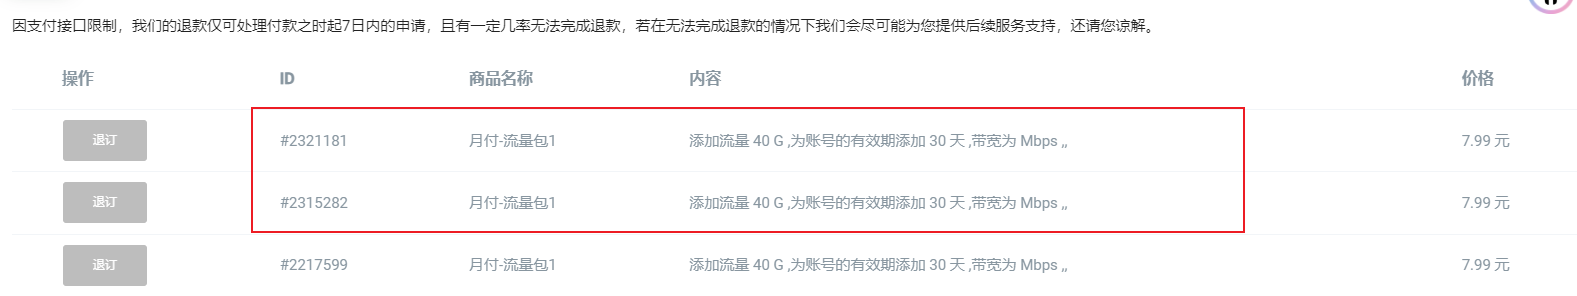 因支付接口限制，我们的退款仅可处理付款之时起7日内的申请，且有一定几率无法完成退款，若在无法完成退款的情况下我们会尽可能为您提供后续服务支持，还请您谅解。
操作 ID 商品名称 内容 价格
退订 #2321181 月付-流量包1 添加流量 40 G ,为账号的有效期添加 30 天 ,带宽为 Mbps ,, 7.99 元
退订 #2315282 月付-流量包1 添加流量 40 G ,为账号的有效期添加 30 天 ,带宽为 Mbps ,, 7.99 元
退订 #2217599 月付-流量包1 添加流量 40 G ,为账号的有效期添加 30 天 ,带宽为 Mbps ,, 7.99 元